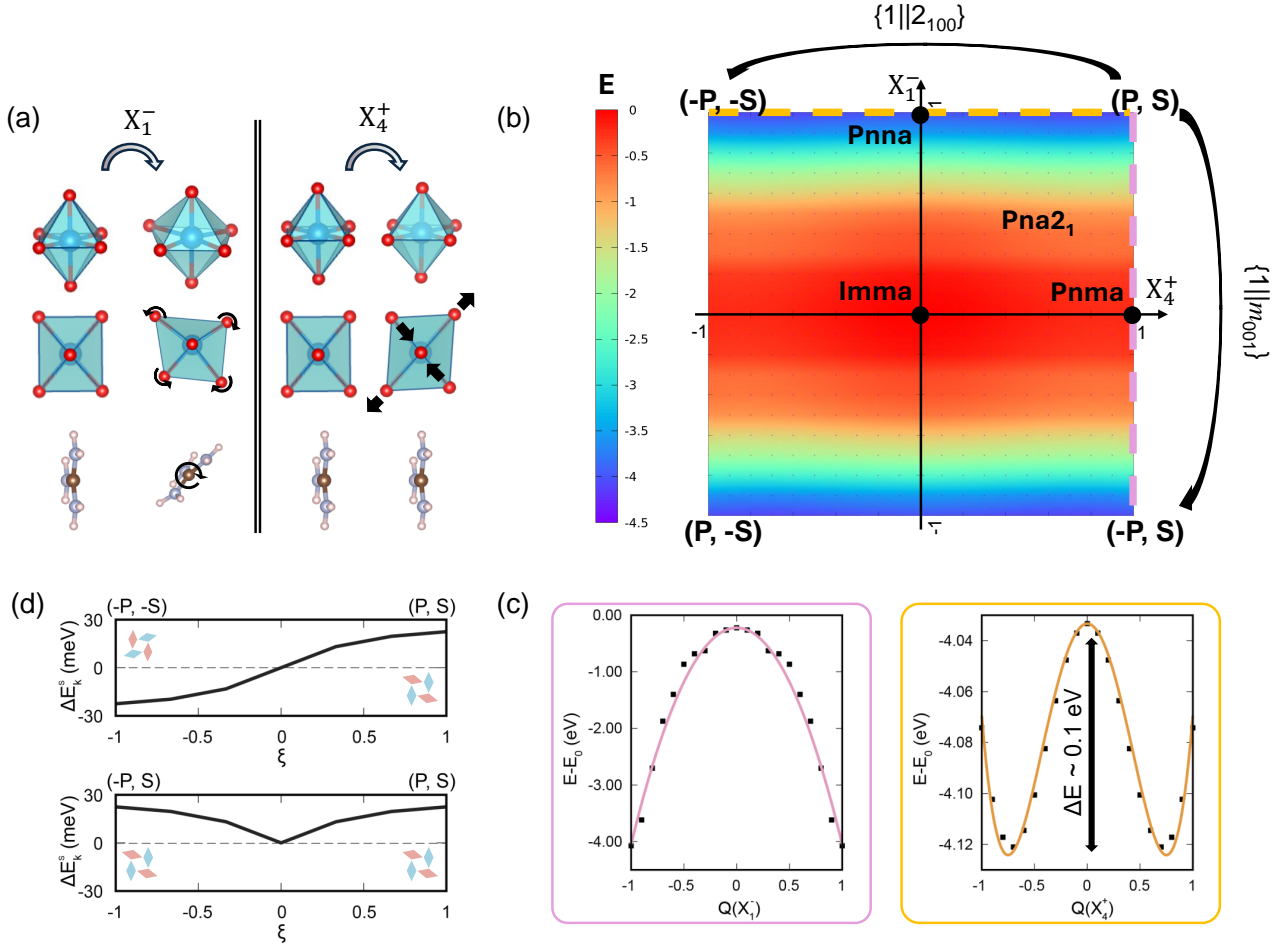 {1||2₁₀₀}
(a)
X₁⁻
X₄⁺
(b)
E
0
-0.5
-1
-1.5
-2
-2.5
-3
-3.5
-4
-4.5
(-P, -S)
X₁⁻
1
(P, S)
Pnna
Pna2₁
Imma
Pnma
X₄⁺
-1
1
-1
(P, -S)
(-P, S)
{1||m₀₀₁}
(d)
(-P, -S)
(P, S)
ΔEₖˢ (meV)
30
0
-30
-1
-0.5
0
0.5
1
ξ
(-P, S)
(P, S)
ΔEₖˢ (meV)
30
0
-30
-1
-0.5
0
0.5
1
ξ
(c)
E-E₀ (eV)
0.00
-1.00
-2.00
-3.00
-4.00
-1
-0.5
0
0.5
1
Q(X₁⁻)
E-E₀ (eV)
-4.04
-4.06
-4.08
-4.10
-4.12
ΔE ~ 0.1 eV
-1
-0.5
0
0.5
1
Q(X₄⁺)